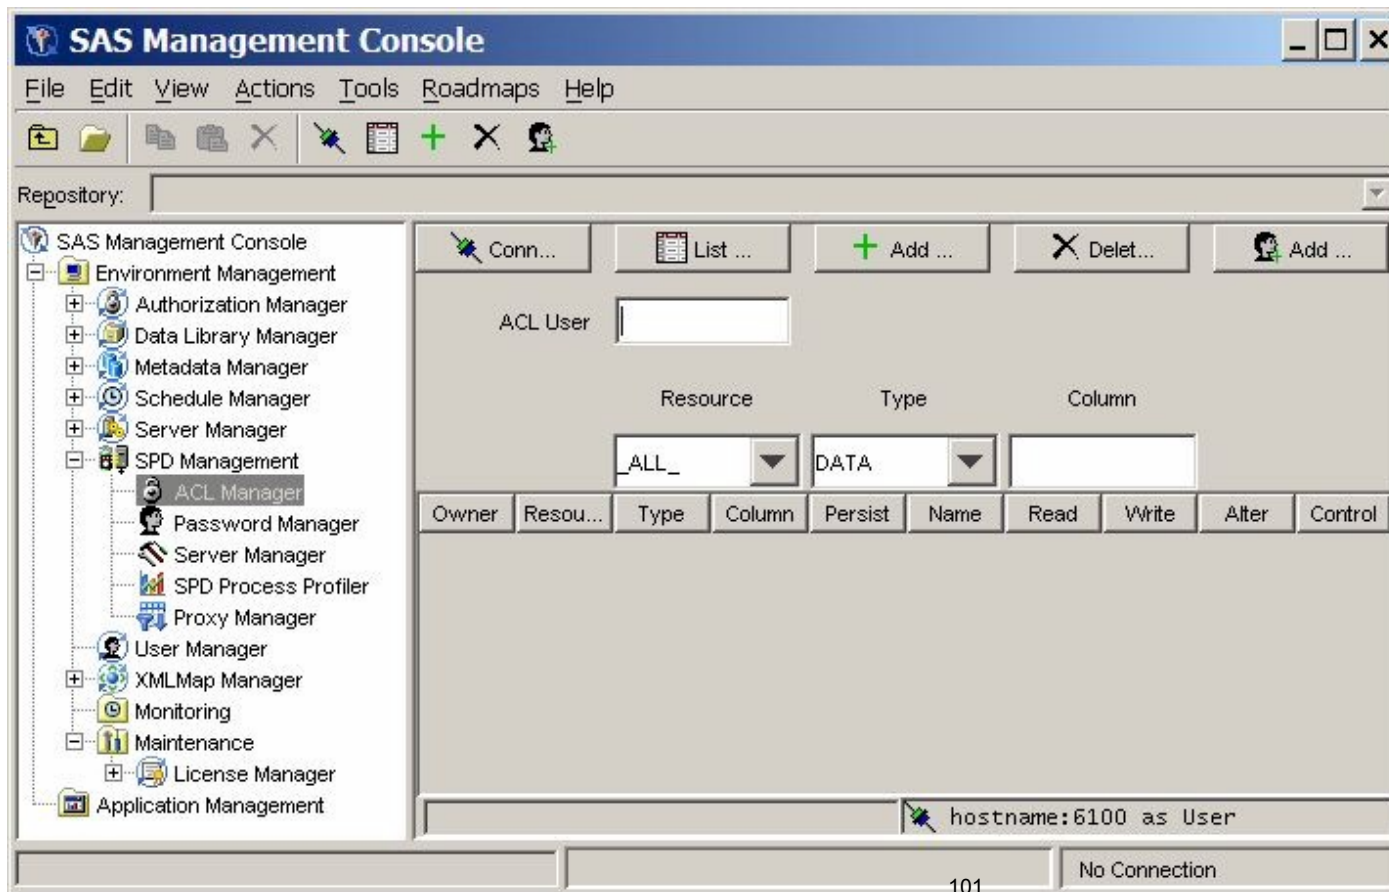 SAS Management Console
File Edit View Actions Tools Roadmaps Help
Repository:
SAS Management Console
Environment Management
Authorization Manager
Data Library Manager
Metadata Manager
Schedule Manager
Server Manager
SPD Management
ACL Manager
Password Manager
Server Manager
SPD Process Profiler
Proxy Manager
User Manager
XMLMap Manager
Monitoring
Maintenance
License Manager
Application Management
Conn... List ... Add ... Delet... Add ...
ACL User
Resource Type Column
_ALL_ DATA
Owner Resou... Type Column Persist Name Read Write Alter Control
hostname:6100 as User
No Connection
101